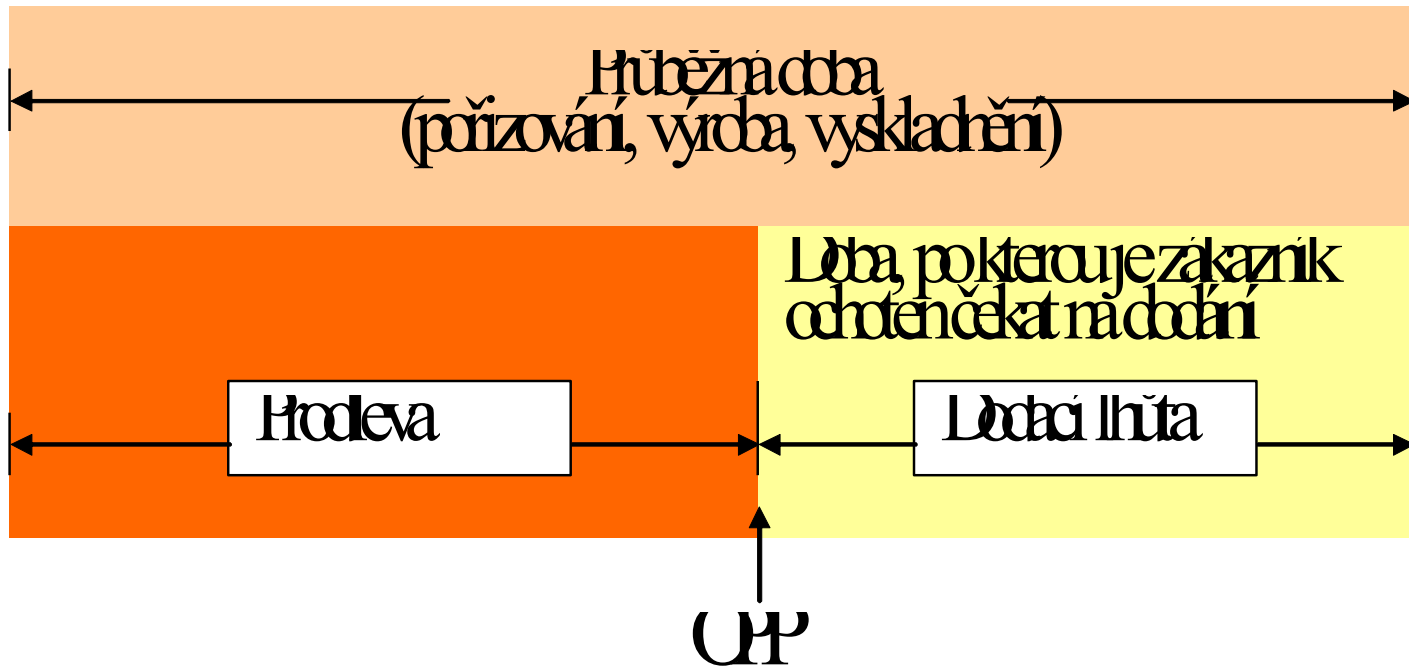 Průběžná doba
(pořizování, výroba, vyskladnění)
Doba, po kterou je zákazník
ochoten čekat na dodání
Prodleva
Dodací lhůta
OPP